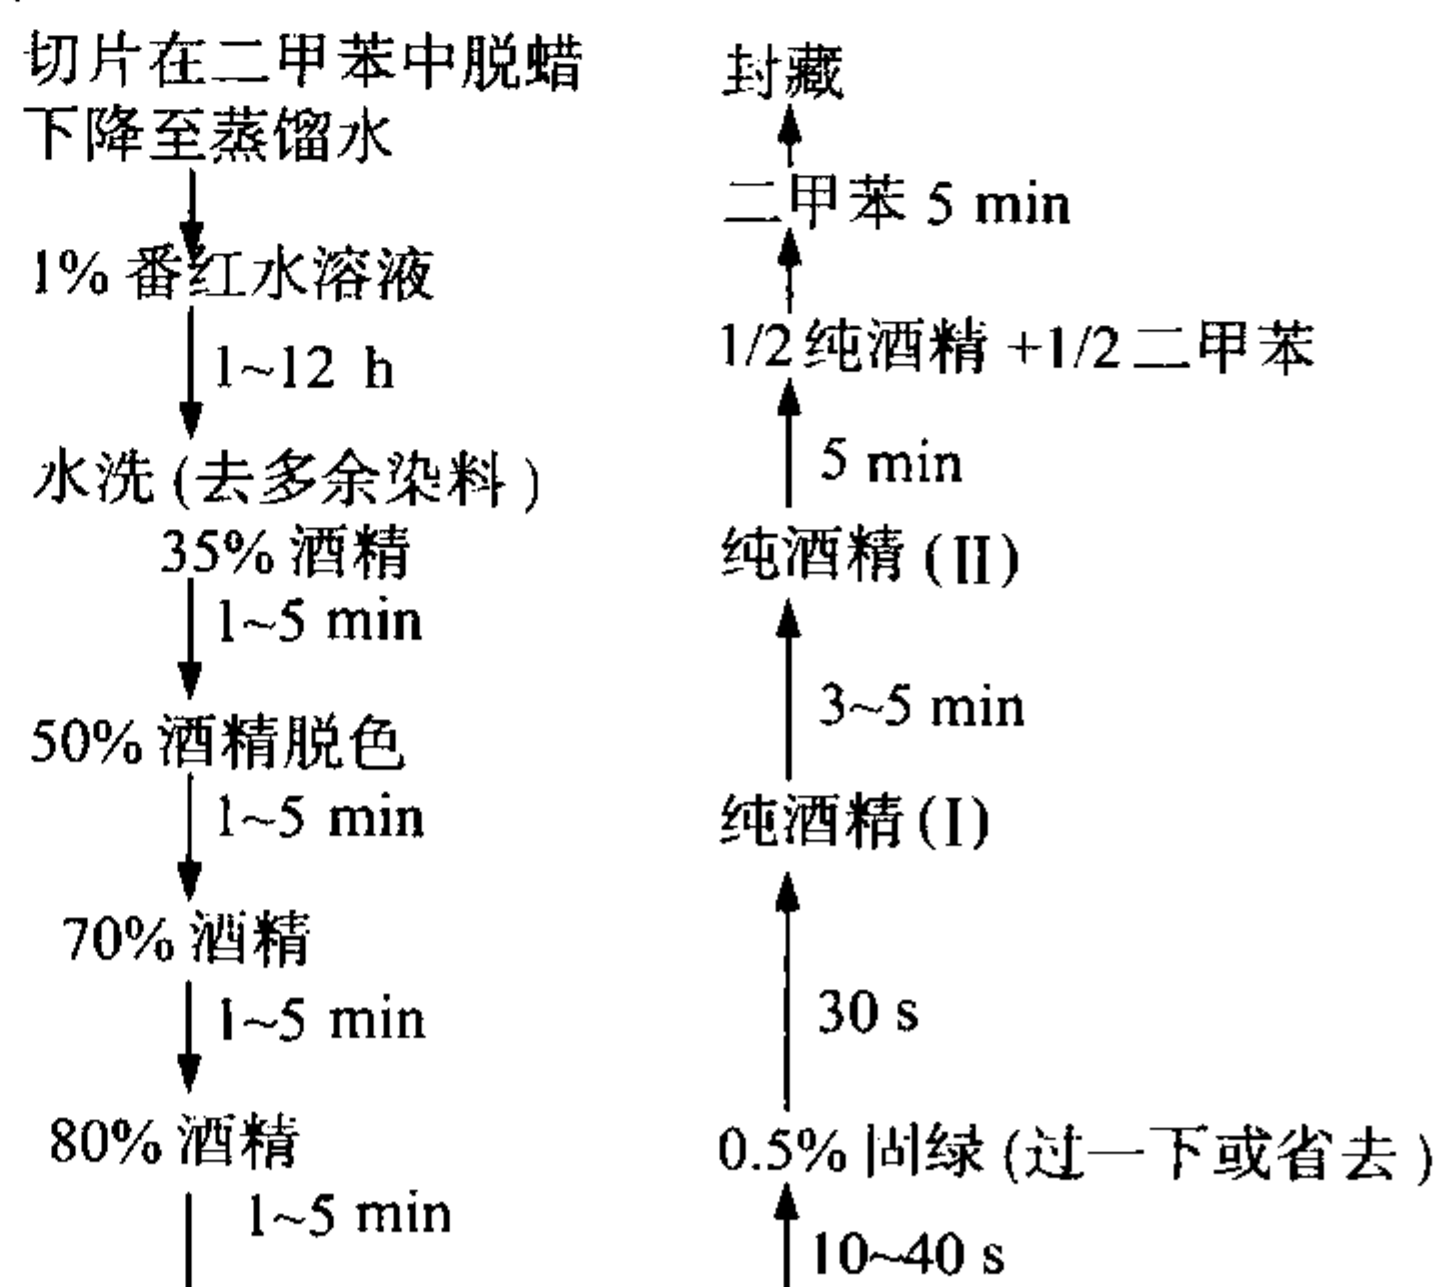 切片在二甲苯中脱蜡
下降至蒸馏水
1% 番红水溶液
1~12 h
水洗(去多余染料)
35% 酒精
1~5 min
50% 酒精脱色
1~5 min
70% 酒精
1~5 min
80% 酒精
1~5 min
封藏
二甲苯 5 min
1/2 纯酒精 +1/2 二甲苯
5 min
纯酒精 (II)
3~5 min
纯酒精 (I)
30 s
0.5% 固绿 (过一下或省去)
10~40 s